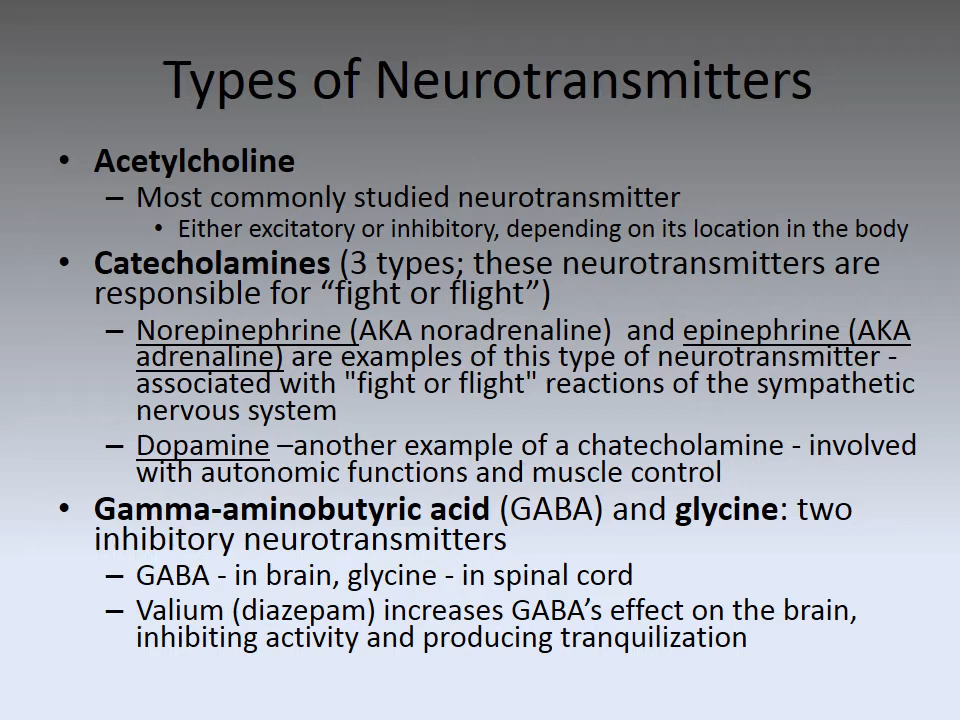 Types of Neurotransmitters
• Acetylcholine
– Most commonly studied neurotransmitter
• Either excitatory or inhibitory, depending on its location in the body
• Catecholamines (3 types; these neurotransmitters are
responsible for “fight or flight”)
– Norepinephrine (AKA noradrenaline)  and epinephrine (AKA
adrenaline) are examples of this type of neurotransmitter -
associated with "fight or flight" reactions of the sympathetic
nervous system
– Dopamine –another example of a chatecholamine - involved
with autonomic functions and muscle control
• Gamma-aminobutyric acid (GABA) and glycine: two
inhibitory neurotransmitters
– GABA - in brain, glycine - in spinal cord
– Valium (diazepam) increases GABA’s effect on the brain,
inhibiting activity and producing tranquilization